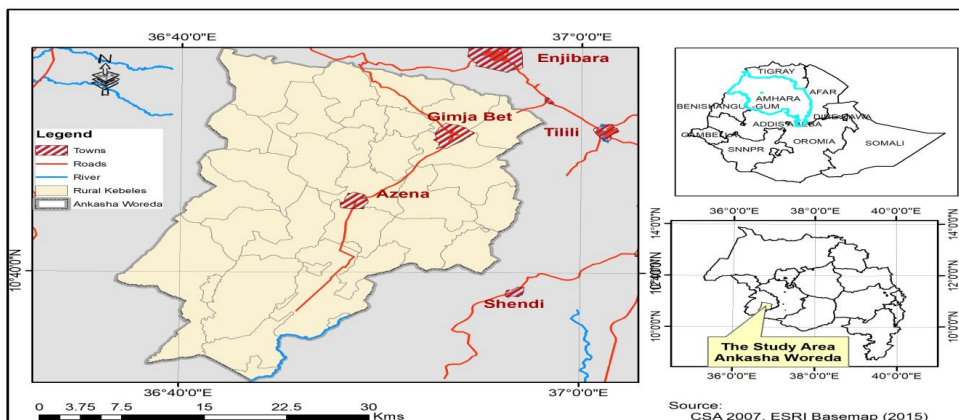 36°40'0"E
37°0'0"E
Enjibara
N
Gimja Bet
Tilili
Legend
Towns
Roads
River
Rural Kebeles
Ankasha Woreda
Azena
10°40'0"N
Shendi
36°40'0"E
37°0'0"E
0 3.75 7.5 15 22.5 30
Kms
TIGRAY
AFAR
AMHARA
BENISHANGUL-GUM
ADDIS ABEBA
GAMBELLA
OROMIA
SOMALI
SNNPR
36°0'0"E 38°0'0"E 40°0'0"E
14°0'0"N
12°0'0"N
10°0'0"N
14°0'0"N
12°0'0"N
10°0'0"N
The Study Area
Ankasha Woreda
36°0'0"E 38°0'0"E 40°0'0"E
Source:
CSA 2007, ESRI Basemap (2015)